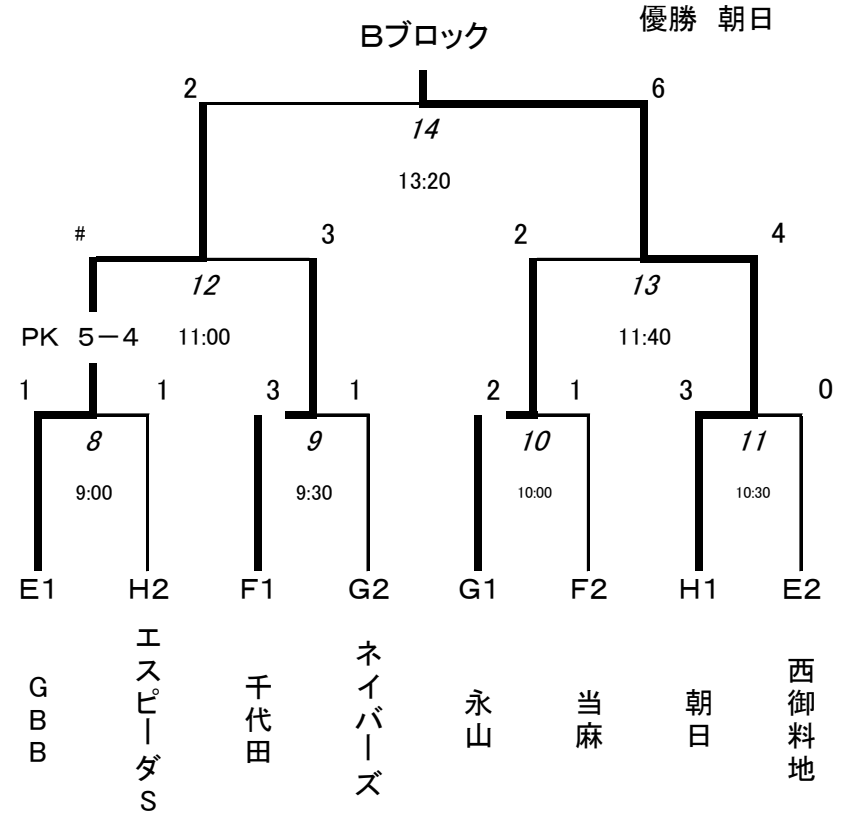 優勝 朝日
Ｂブロック
2 6
14
13:20
# 3 2 4
12 13
PK ５－４ 11:00 11:40
1 1 3 1 2 1 3 0
8 9 10 11
9:00 9:30 10:00 10:30
E1 H2 F1 G2 G1 F2 H1 E2
GBB
エスピーダS
千代田
ネイバーズ
永山
当麻
朝日
西御料地